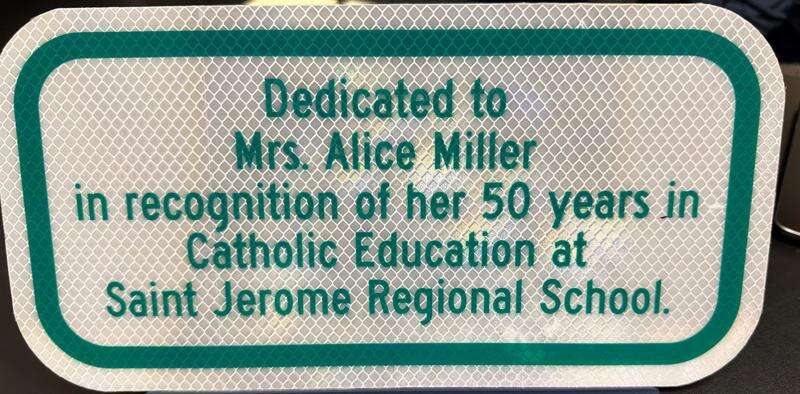 Dedicated to
Mrs. Alice Miller
in recognition of her 50 years in
Catholic Education at
Saint Jerome Regional School.